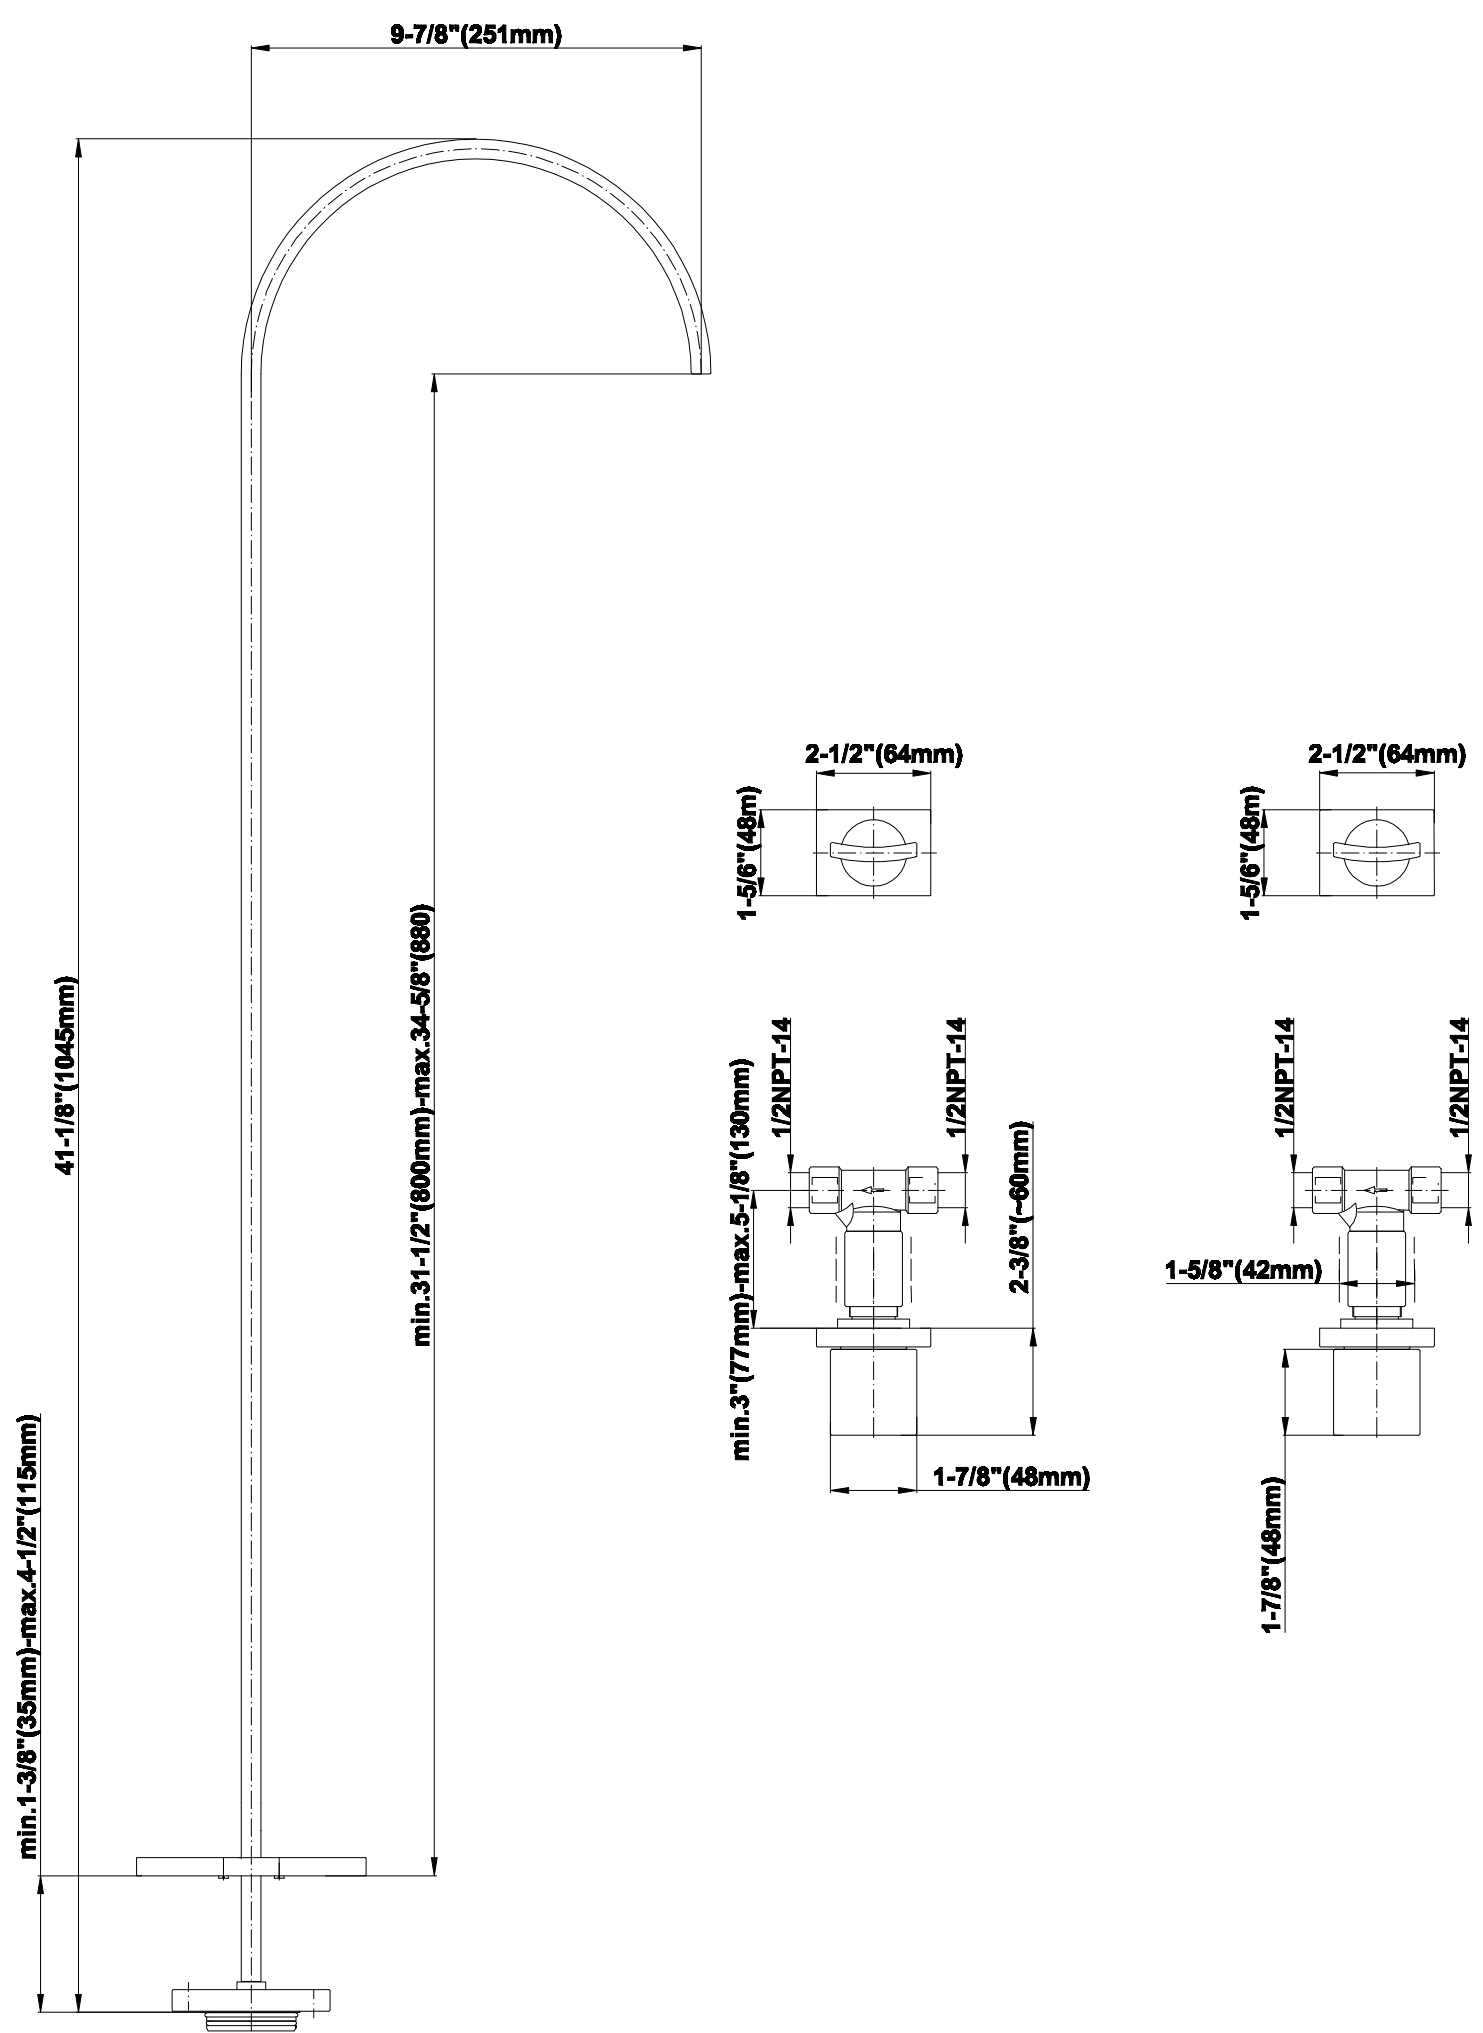 9-7/8"(251mm)
41-1/8"(1045mm)
min.31-1/2"(800mm)-max.34-5/8"(880)
min.1-3/8"(35mm)-max.4-1/2"(115mm)
2-1/2"(64mm)
1-5/6"(48m)
1/2NPT-14
1/2NPT-14
min.3"(77mm)-max.5-1/8"(130mm)
2-3/8"(~60mm)
1-7/8"(48mm)
2-1/2"(64mm)
1-5/6"(48m)
1/2NPT-14
1/2NPT-14
1-5/8"(42mm)
1-7/8"(48mm)